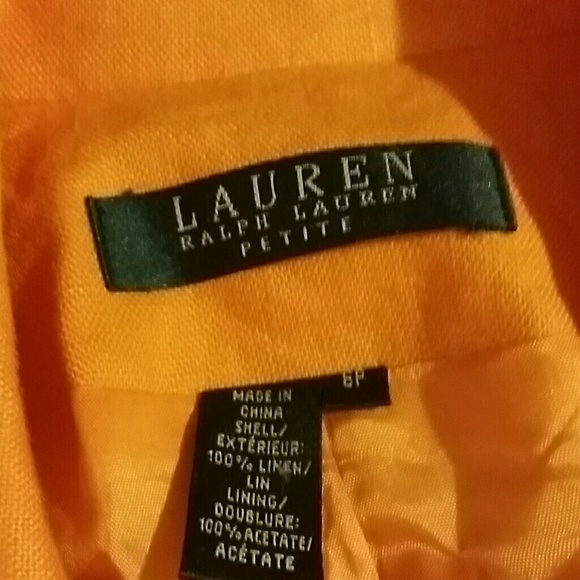 LAUREN
RALPH LAUREN
PETITE
6P
MADE IN
CHINA
SHELL/
EXTÉRIEUR:
100% LINEN/
LIN
LINING/
DOUBLURE:
100% ACETATE/
ACÉTATE